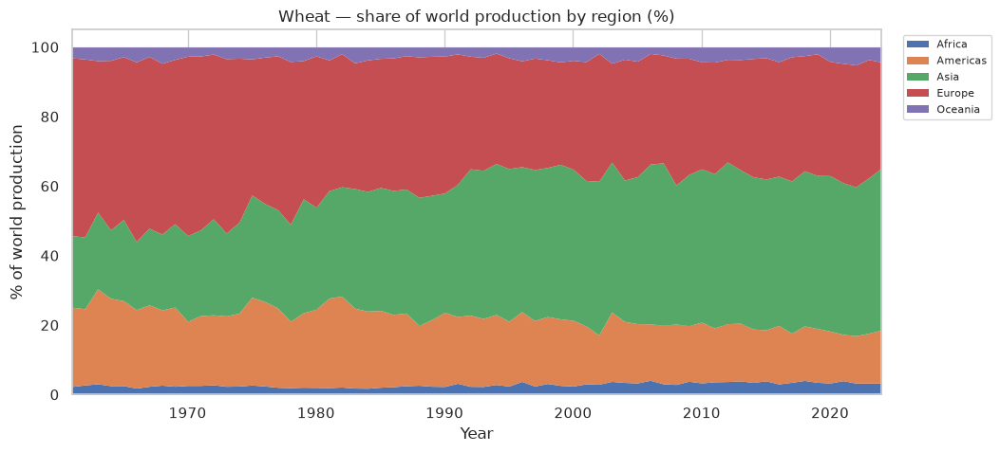 Wheat — share of world production by region (%)
% of world production
100
80
60
40
20
0
1970 1980 1990 2000 2010 2020
Year
Africa
Americas
Asia
Europe
Oceania